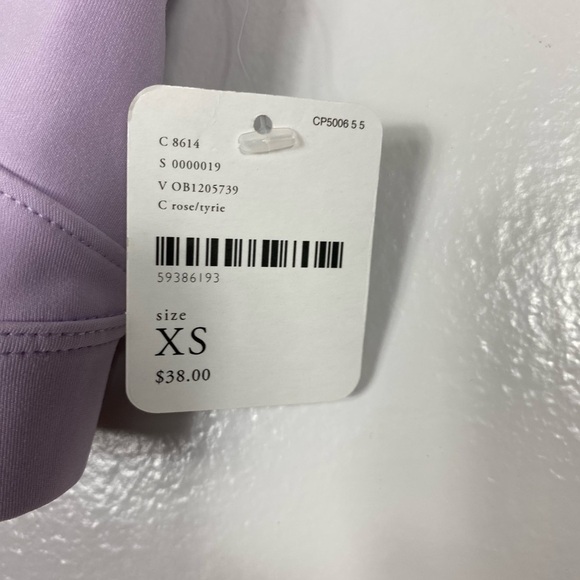 CP5006 5 5
C 8614
S 0000019
V OB1205739
C rose/tyrie
59386193
size
XS
$38.00